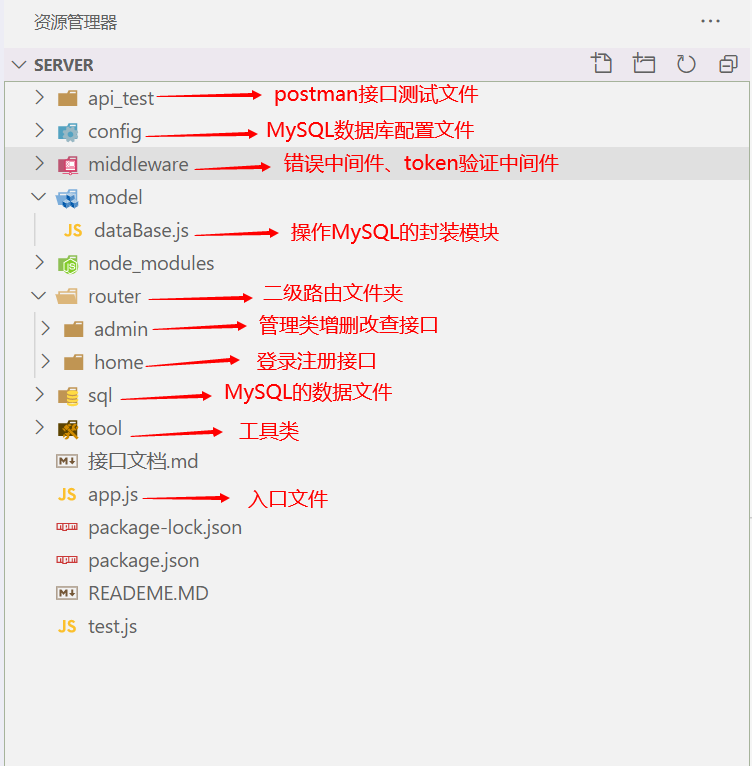 资源管理器
SERVER
api_test postman接口测试文件
config MySQL数据库配置文件
middleware 错误中间件、token验证中间件
model
JS dataBase.js 操作MySQL的封装模块
node_modules
router 二级路由文件夹
admin 管理类增删改查接口
home 登录注册接口
sql MySQL的数据文件
tool 工具类
M 接口文档.md
JS app.js 入口文件
npm package-lock.json
npm package.json
M READEME.MD
JS test.js